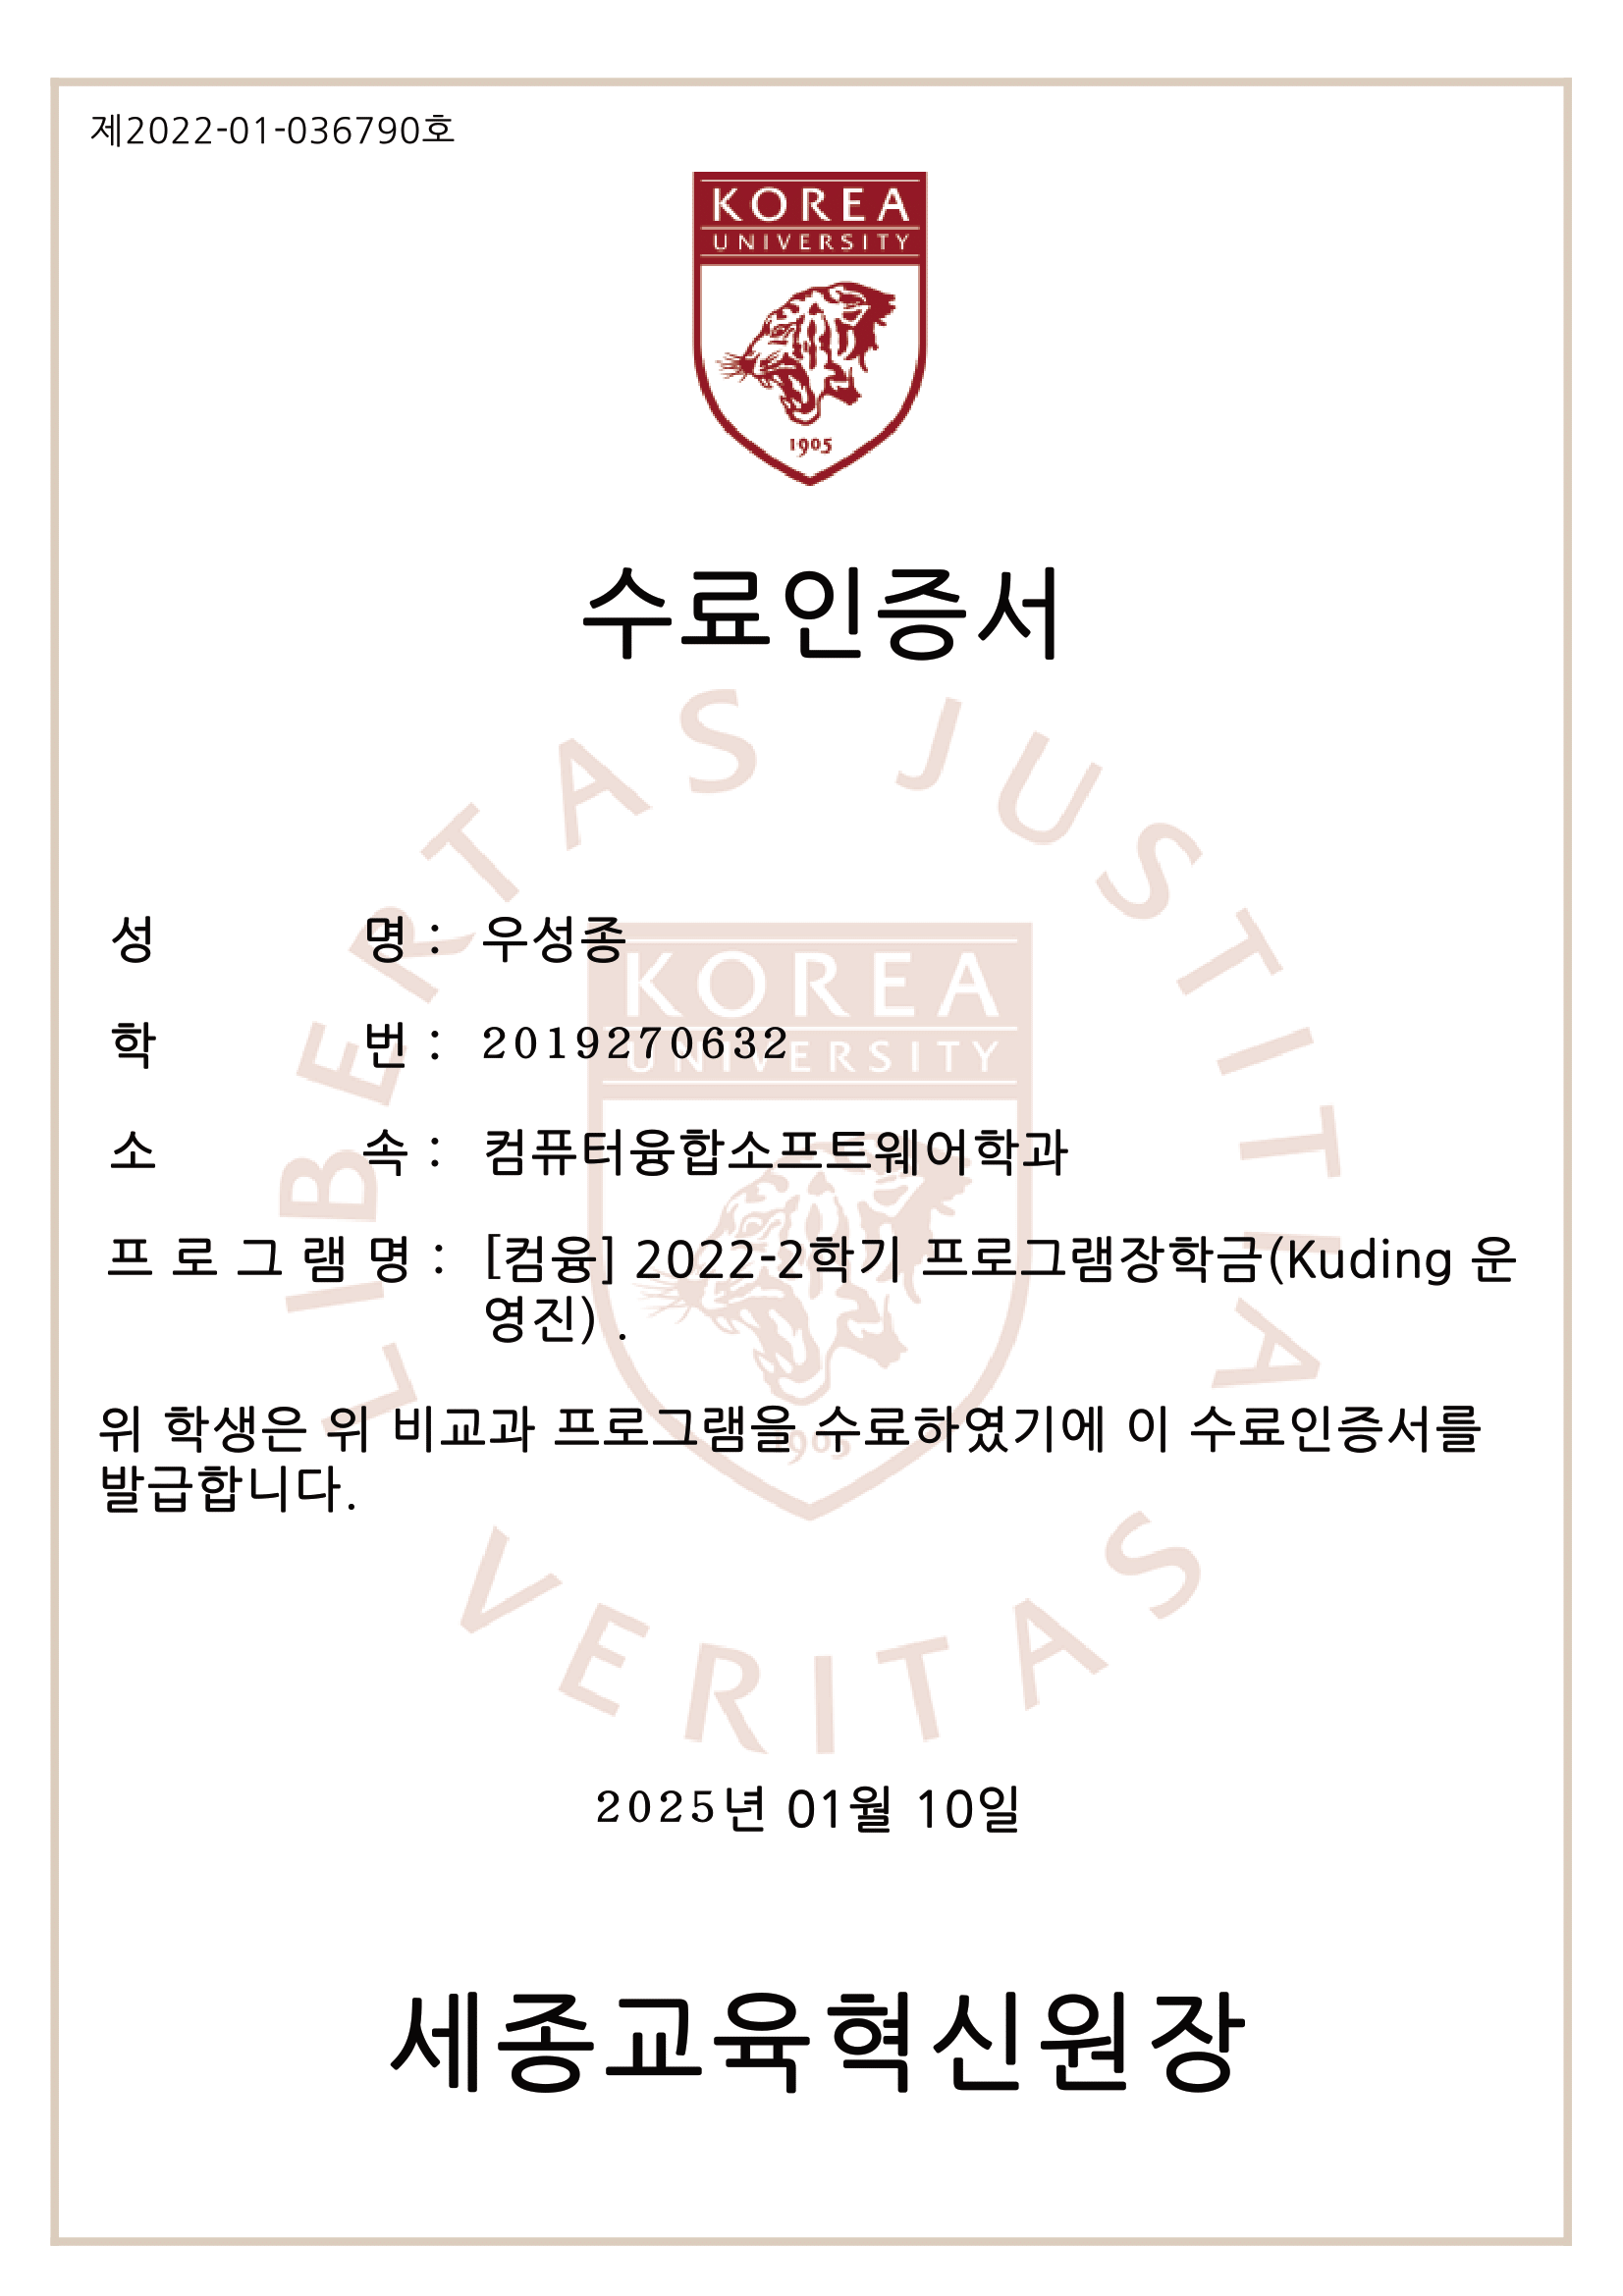 제2022-01-036790호
KOREA
UNIVERSITY
1905
수료인증서
LIBERTAS JUSTITIA VERITAS
KOREA
UNIVERSITY
1905
성 명 : 우성종
학 번 : 2019270632
소 속 : 컴퓨터융합소프트웨어학과
프 로 그 램 명 : [컴융] 2022-2학기 프로그램장학금(Kuding 운
영진) .
위 학생은 위 비교과 프로그램을 수료하였기에 이 수료인증서를
발급합니다.
2025년 01월 10일
세종교육혁신원장